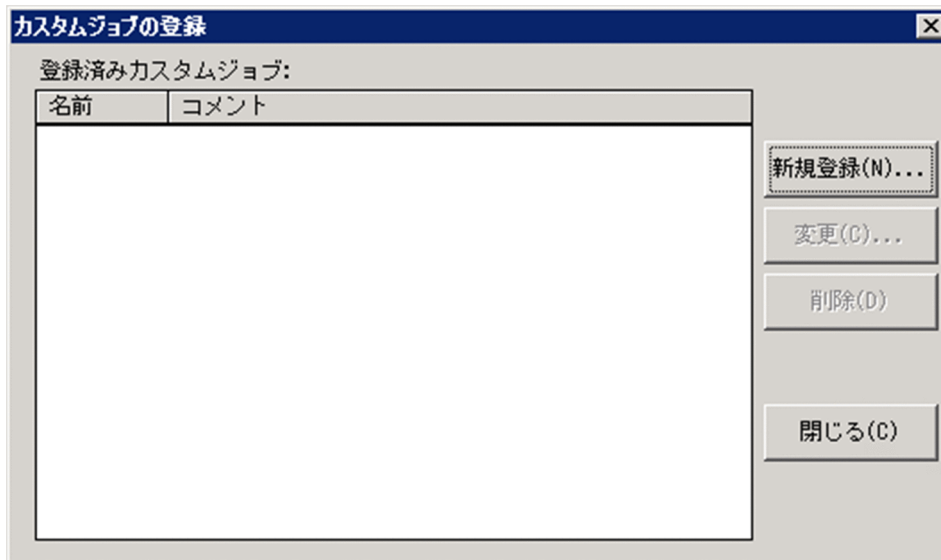 カスタムジョブの登録
登録済みカスタムジョブ:
名前 コメント
新規登録(N)...
変更(C)...
削除(D)
閉じる(C)